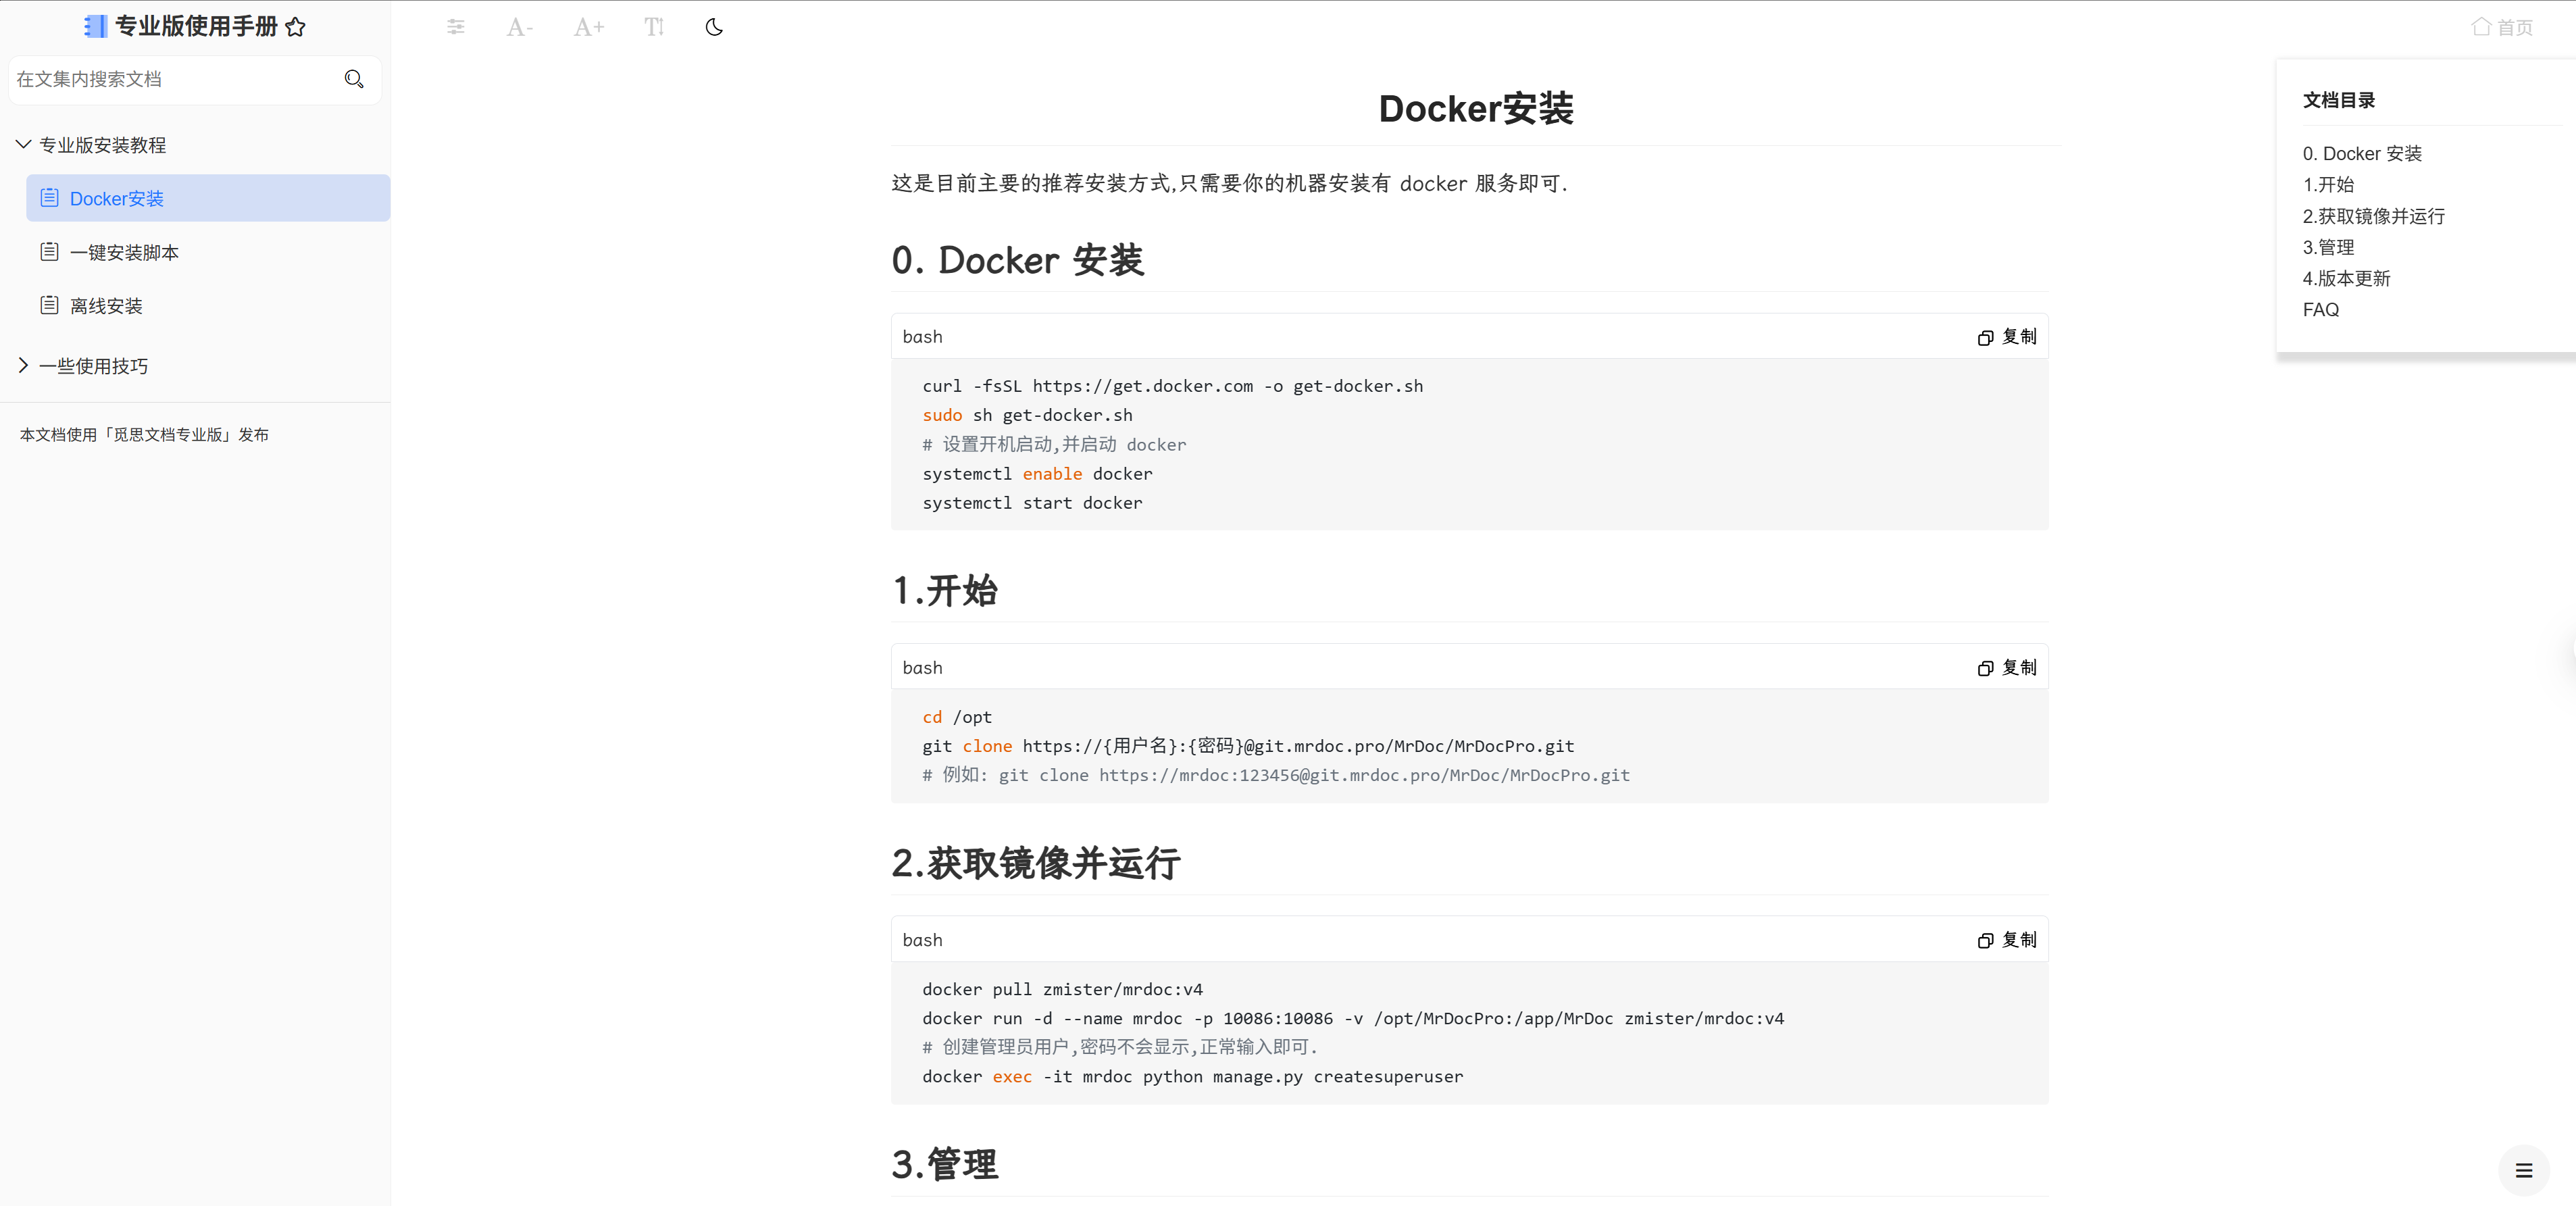 专业版使用手册
A-
A+
首页
在文集内搜索文档
专业版安装教程
Docker安装
一键安装脚本
离线安装
一些使用技巧
本文档使用「觅思文档专业版」发布
Docker安装
这是目前主要的推荐安装方式,只需要你的机器安装有 docker 服务即可.
0. Docker 安装
bash
复制
curl -fsSL https://get.docker.com -o get-docker.sh
sudo sh get-docker.sh
# 设置开机启动,并启动 docker
systemctl enable docker
systemctl start docker
1.开始
bash
复制
cd /opt
git clone https://{用户名}:{密码}@git.mrdoc.pro/MrDoc/MrDocPro.git
# 例如: git clone https://mrdoc:123456@git.mrdoc.pro/MrDoc/MrDocPro.git
2.获取镜像并运行
bash
复制
docker pull zmister/mrdoc:v4
docker run -d --name mrdoc -p 10086:10086 -v /opt/MrDocPro:/app/MrDoc zmister/mrdoc:v4
# 创建管理员用户,密码不会显示,正常输入即可.
docker exec -it mrdoc python manage.py createsuperuser
3.管理
文档目录
0. Docker 安装
1.开始
2.获取镜像并运行
3.管理
4.版本更新
FAQ